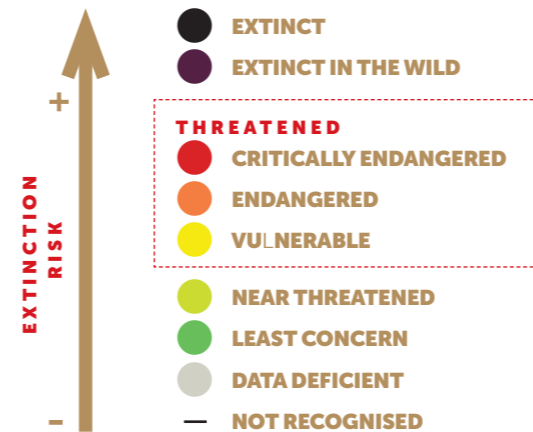 EXTINCT
EXTINCT IN THE WILD
+
THREATENED
CRITICALLY ENDANGERED
ENDANGERED
VULNERABLE
EXTINCTION
RISK
NEAR THREATENED
LEAST CONCERN
DATA DEFICIENT
–
NOT RECOGNISED